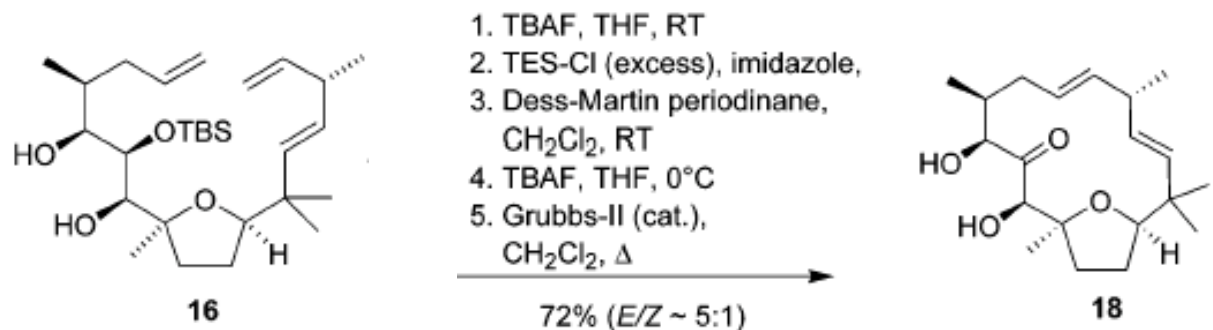 1. TBAF, THF, RT
2. TES-Cl (excess), imidazole,
3. Dess-Martin periodinane,
CH₂Cl₂, RT
4. TBAF, THF, 0°C
5. Grubbs-II (cat.),
CH₂Cl₂, Δ
72% (E/Z ~ 5:1)
OTBS
HO
HO
O
H
16
O
HO
HO
O
H
18